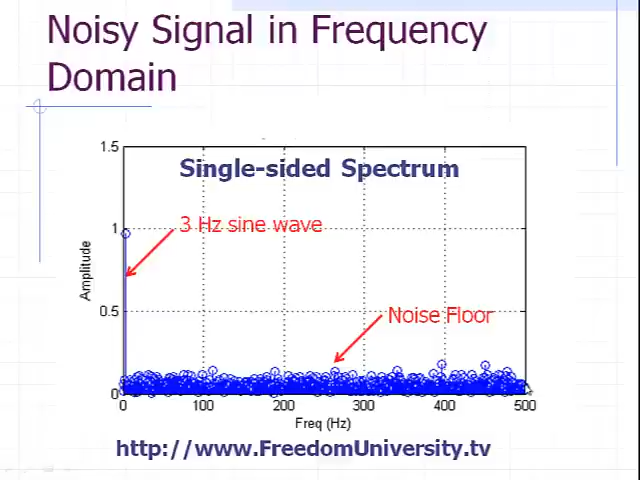 Noisy Signal in Frequency
Domain
Single-sided Spectrum
3 Hz sine wave
Noise Floor
Amplitude
1.5
1
0.5
0
0 100 200 300 400 500
Freq (Hz)
http://www.FreedomUniversity.tv